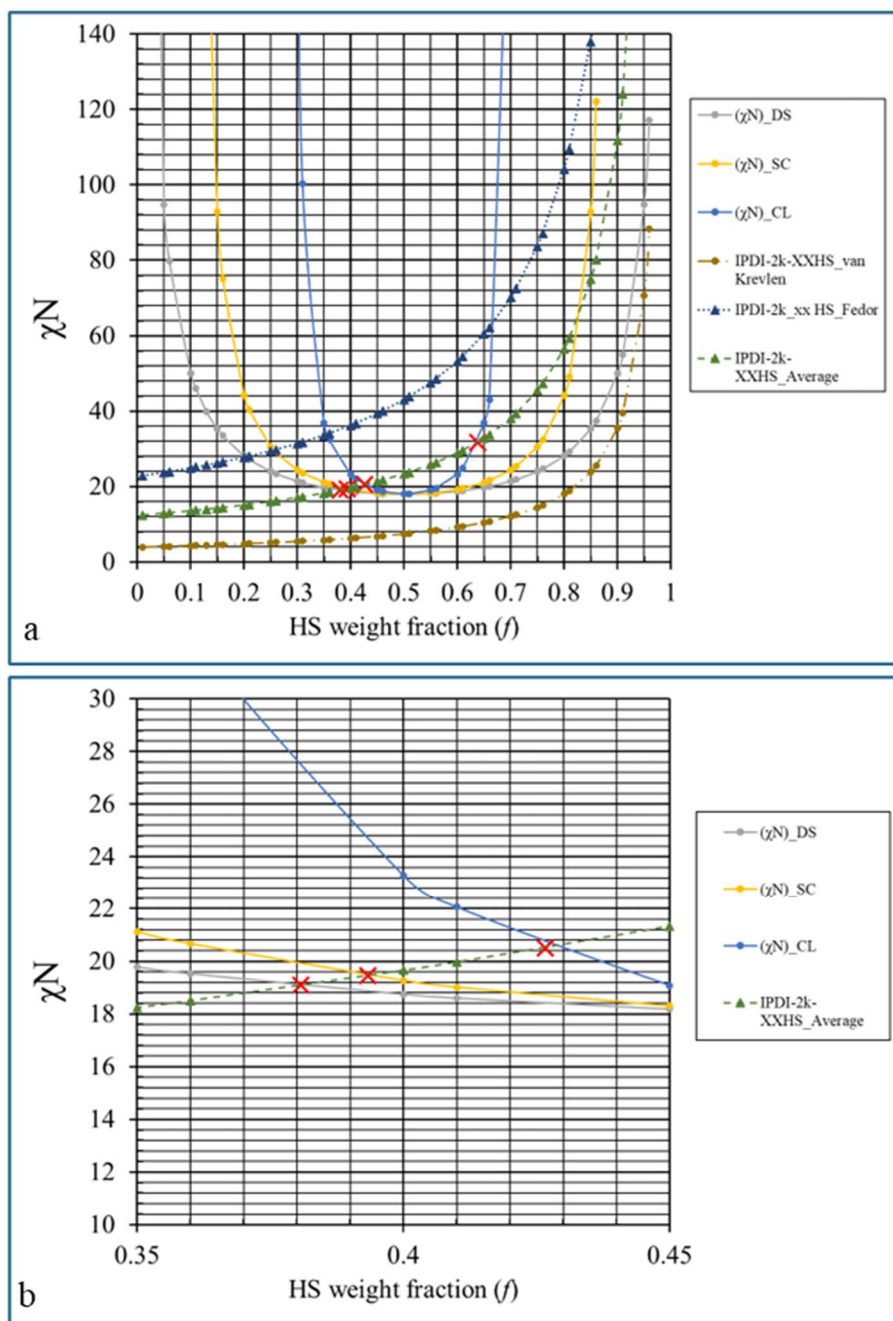 140
120
100
80
60
40
20
0
χN
0 0.1 0.2 0.3 0.4 0.5 0.6 0.7 0.8 0.9 1
HS weight fraction (f)
a
(χN)_DS
(χN)_SC
(χN)_CL
IPDI-2k-XXHS_van
Krevlen
IPDI-2k_xx HS_Fedor
IPDI-2k-
XXHS_Average
30
28
26
24
22
20
18
16
14
12
10
χN
0.35 0.4 0.45
HS weight fraction (f)
b
(χN)_DS
(χN)_SC
(χN)_CL
IPDI-2k-
XXHS_Average